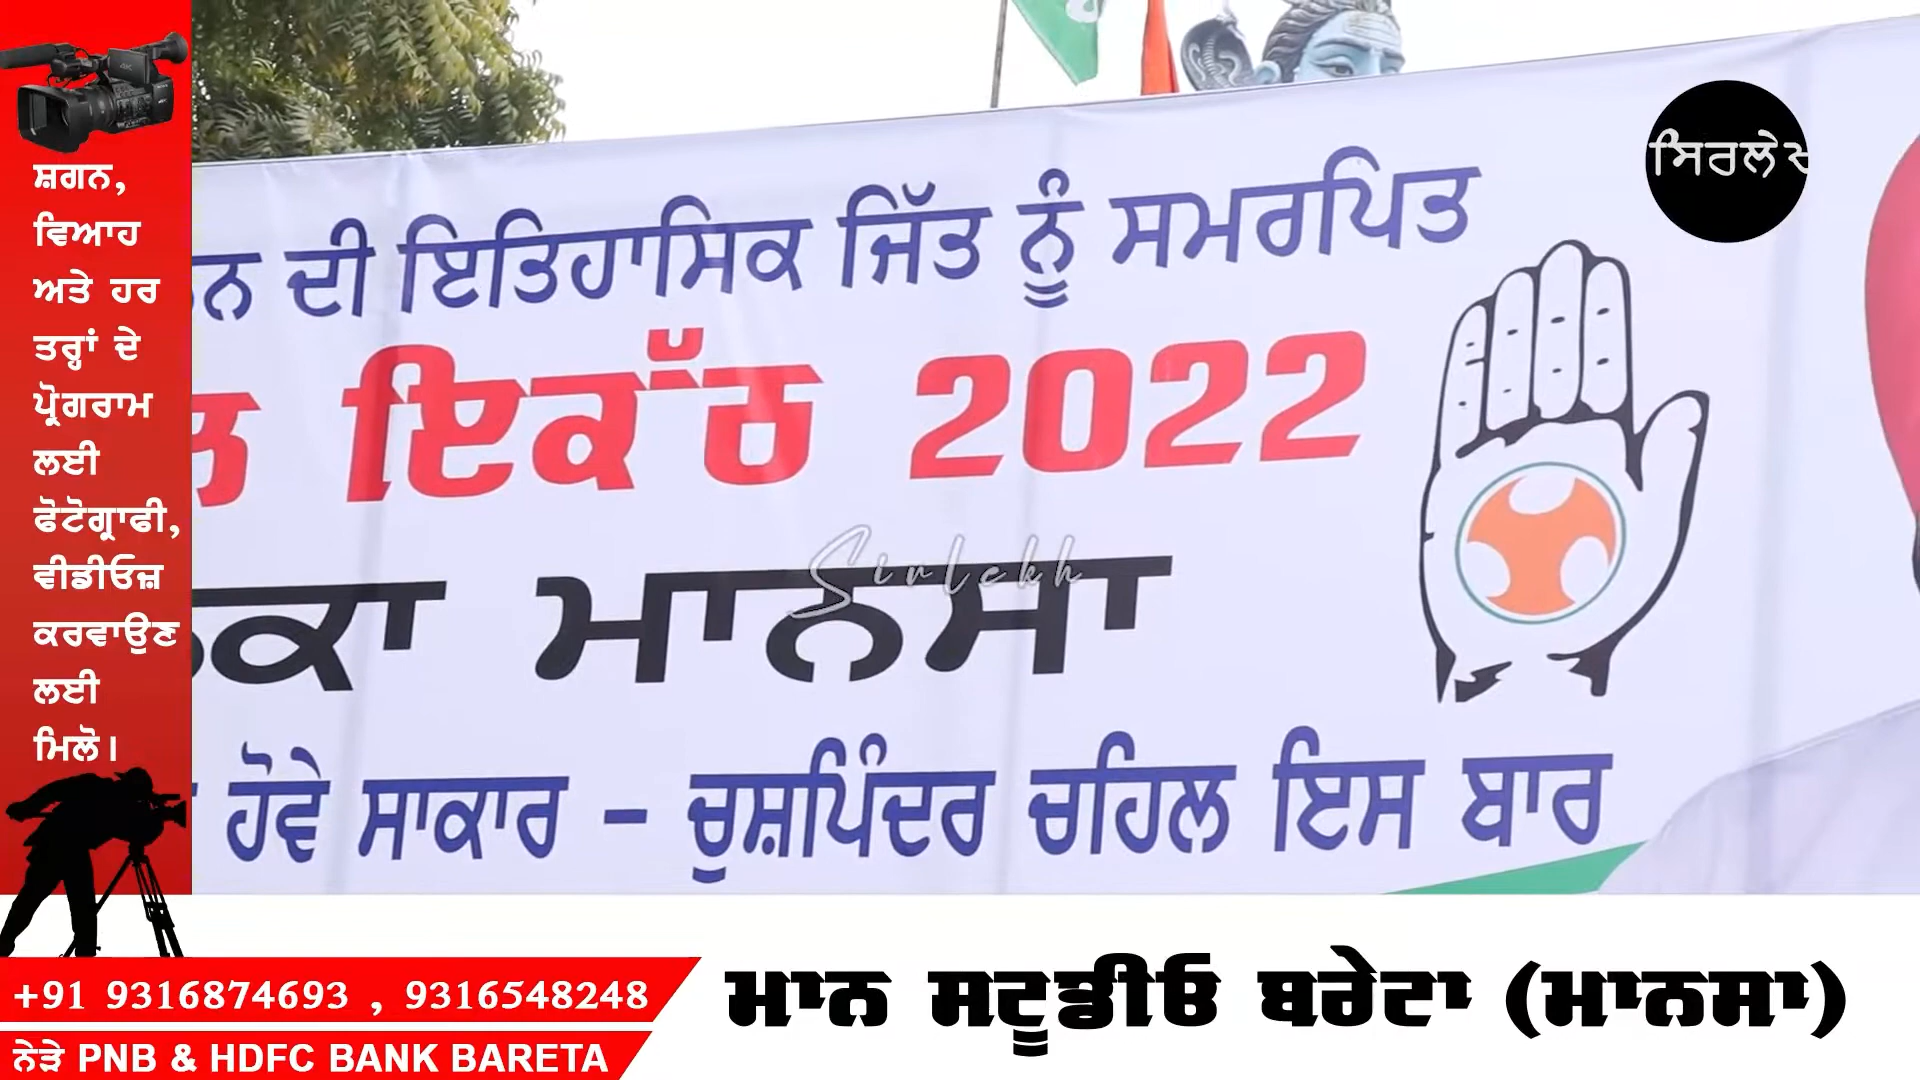 ਸ਼ਗਨ,
ਵਿਆਹ
ਅਤੇ ਹਰ
ਤਰ੍ਹਾਂ ਦੇ
ਪ੍ਰੋਗਰਾਮ
ਲਈ
ਫੋਟੋਗ੍ਰਾਫੀ,
ਵੀਡੀਓਜ਼
ਕਰਵਾਉਣ
ਲਈ
ਮਿਲੋ।
ਸਿਰਲੇ
ਦੀ ਇਤਿਹਾਸਿਕ ਜਿੱਤ ਨੂੰ ਸਮਰਪਿਤ
ਇਕੱਠ 2022
ਮਾਨਸਾ
Sirlekh
ਹੋਵੇ ਸਾਕਾਰ - ਚੁਸ਼ਪਿੰਦਰ ਚਹਿਲ ਇਸ ਬਾਰ
+91 9316874693 , 9316548248
ਨੇੜੇ PNB & HDFC BANK BARETA
ਮਾਨ ਸਟੂਡੀਓ ਬਰੇਟਾ (ਮਾਨਸਾ)